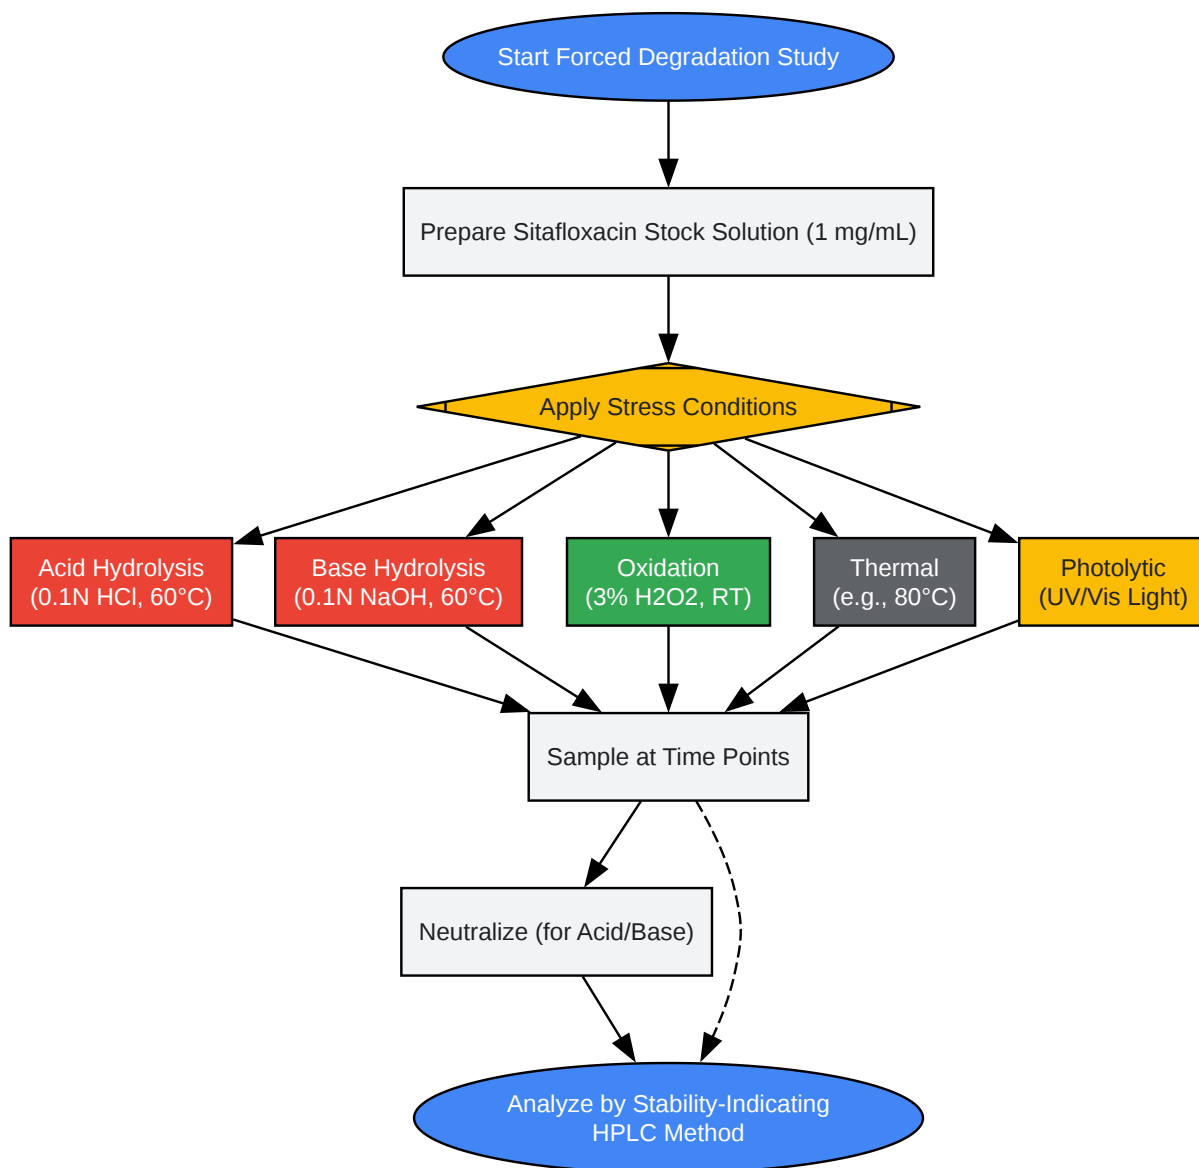 Start Forced Degradation Study
Prepare Sitafloxacin Stock Solution (1 mg/mL)
Apply Stress Conditions
Acid Hydrolysis
(0.1N HCl, 60°C)
Base Hydrolysis
(0.1N NaOH, 60°C)
Oxidation
(3% H2O2, RT)
Thermal
(e.g., 80°C)
Photolytic
(UV/Vis Light)
Sample at Time Points
Neutralize (for Acid/Base)
Analyze by Stability-Indicating
HPLC Method